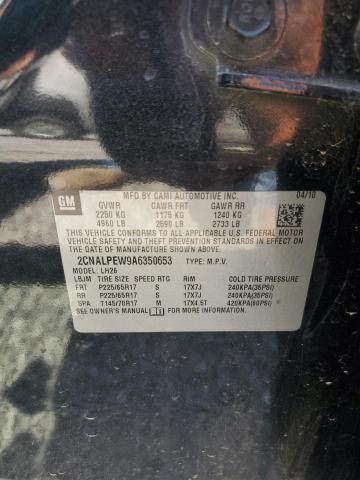 GM
MFD BY CAMI AUTOMOTIVE INC. 04/10
GVWR GAWR FRT GAWR RR
2250 KG 1175 KG 1240 KG
4960 LB 2590 LB 2733 LB
THIS VEHICLE CONFORMS TO ALL APPLICABLE U.S. FEDERAL MOTOR
VEHICLE SAFETY STANDARDS IN EFFECT ON THE DATE OF
MANUFACTURE SHOWN ABOVE.
2CNALPEW9A6350653 TYPE: M.P.V.
MODEL: LH26
LBJM TIRE SIZE SPEED RTG RIM COLD TIRE PRESSURE
FRT P225/65R17 S 17X7J 240KPA(35PSI)
RR P225/65R17 S 17X7J 240KPA(35PSI)
SPA T145/70R17 M 17X4.5T 420KPA(60PSI)
SEE OWNER'S MANUAL FOR MORE INFORMATION.